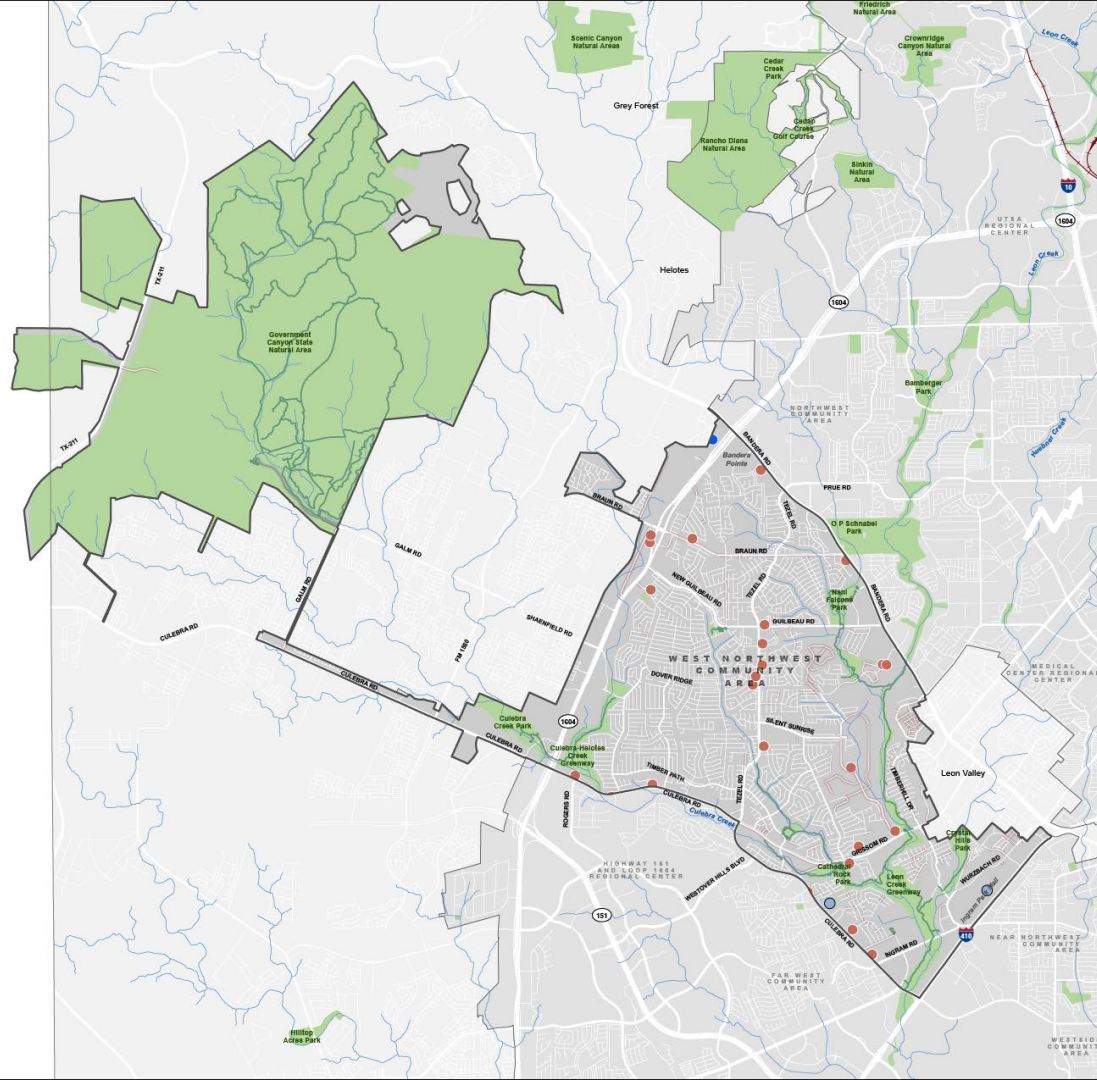 Friedrich
Natural Area
Scenic Canyon
Natural Areas
Crownridge
Canyon Natural
Area
Leon Creek
Cedar
Creek
Park
Grey Forest
Cedar
Creek
Golf Course
Rancho Diana
Natural Area
Sinkin
Natural
Area
10
1604
UTSA
REGIONAL
CENTER
Leon Creek
TX-211
Helotes
1604
Government
Canyon State
Natural Area
Bamberger
Park
NORTHWEST
COMMUNITY
AREA
Huebner Creek
TX-211
BANDERA RD
Bandera
Pointe
PRUE RD
BRAUN RD
TEZEL RD
O P Schnabel
Park
GALM RD
BRAUN RD
NEW GUILBEAU RD
TEZEL RD
GALM RD
Nani
Falcone
Park
BANDERA RD
SHAENFIELD RD
GUILBEAU RD
CULEBRA RD
FM 1560
WEST NORTHWEST
COMMUNITY
AREA
MEDICAL
CENTER REGIONAL
CENTER
DOVER RIDGE
CULEBRA RD
Culebra
Creek Park
1604
SILENT SUNRISE
CULEBRA RD
Culebra-Helotes
Creek
Greenway
TIMBER PATH
TEZEL RD
TIMBERHILL DR
Leon Valley
ROGERS RD
CULEBRA RD
Culebra Creek
Crystal
Hills
Park
GRISSOM RD
HIGHWAY 151
AND LOOP 1604
REGIONAL CENTER
WESTOVER HILLS BLVD
Cathedral
Rock
Park
Leon
Creek
Greenway
WURZBACH RD
Ingram Park Mall
151
CULEBRA RD
410
INGRAM RD
NEAR NORTHWEST
COMMUNITY
AREA
FAR WEST
COMMUNITY
AREA
Hilltop
Acres Park
WESTSID
COMMUNIT
AREA